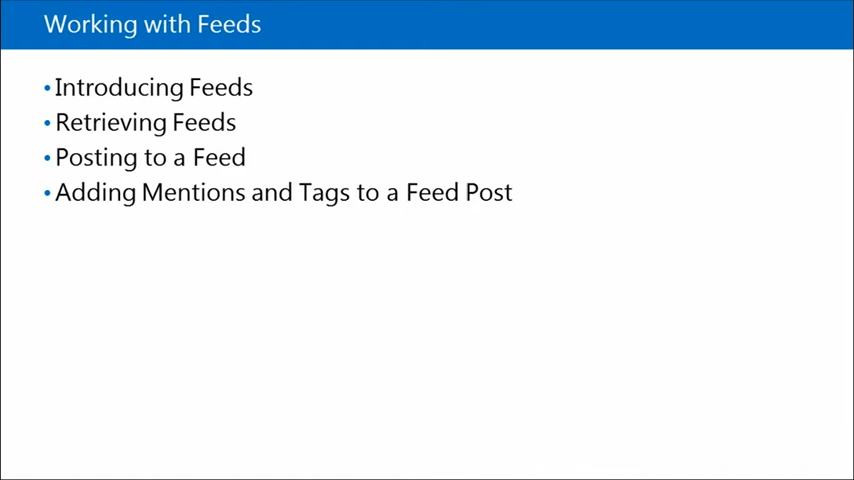 Working with Feeds
•Introducing Feeds
•Retrieving Feeds
•Posting to a Feed
•Adding Mentions and Tags to a Feed Post